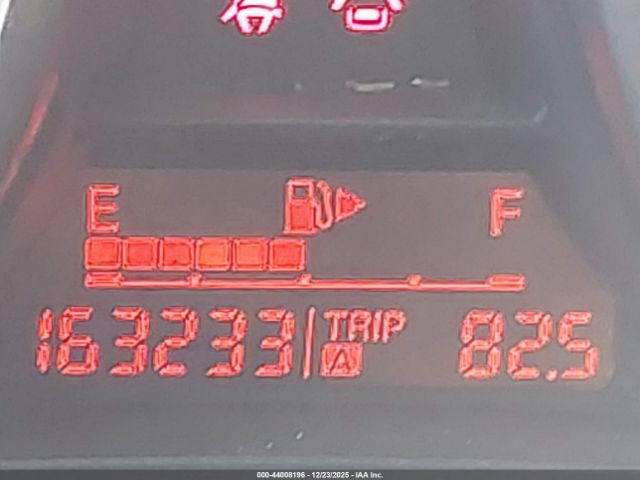 E F
163233 TRIP A 82.5
000-44008196 - 12/23/2025 - IAA Inc.